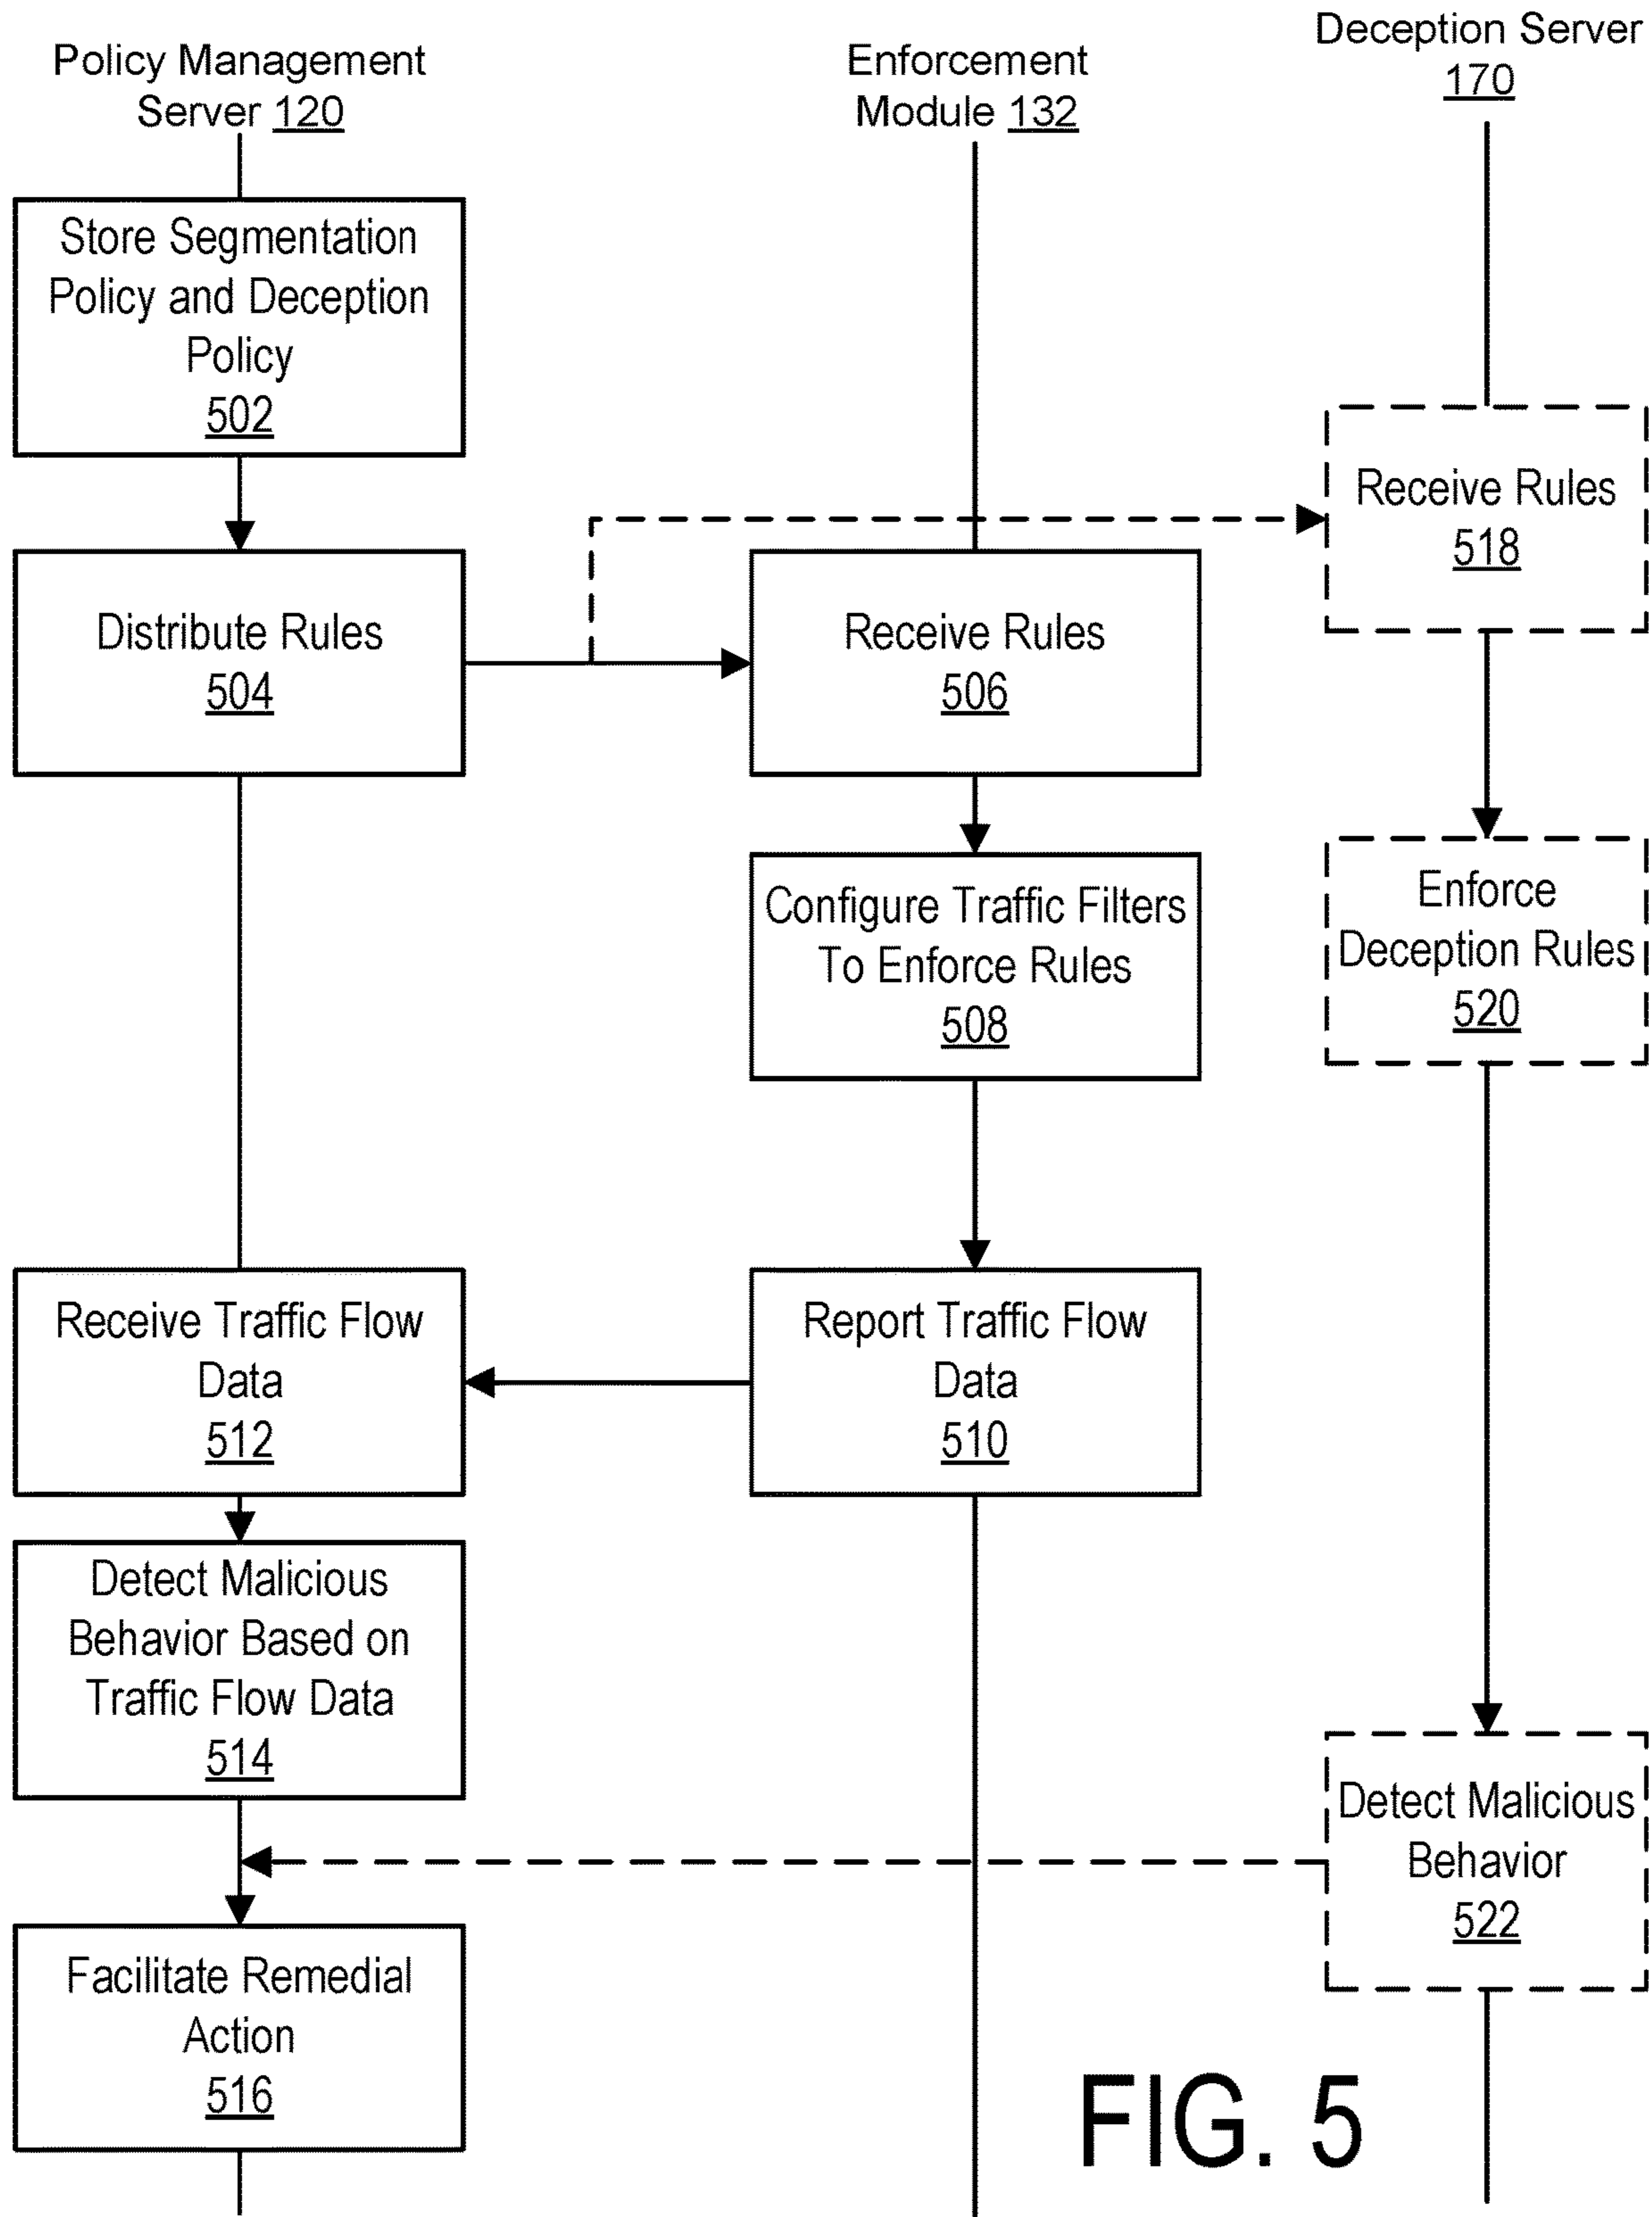 Policy Management
Server 120
Enforcement
Module 132
Deception Server
170
Store Segmentation
Policy and Deception
Policy
502
Distribute Rules
504
Receive Rules
506
Receive Rules
518
Configure Traffic Filters
To Enforce Rules
508
Enforce
Deception Rules
520
Receive Traffic Flow
Data
512
Report Traffic Flow
Data
510
Detect Malicious
Behavior Based on
Traffic Flow Data
514
Detect Malicious
Behavior
522
Facilitate Remedial
Action
516
FIG. 5